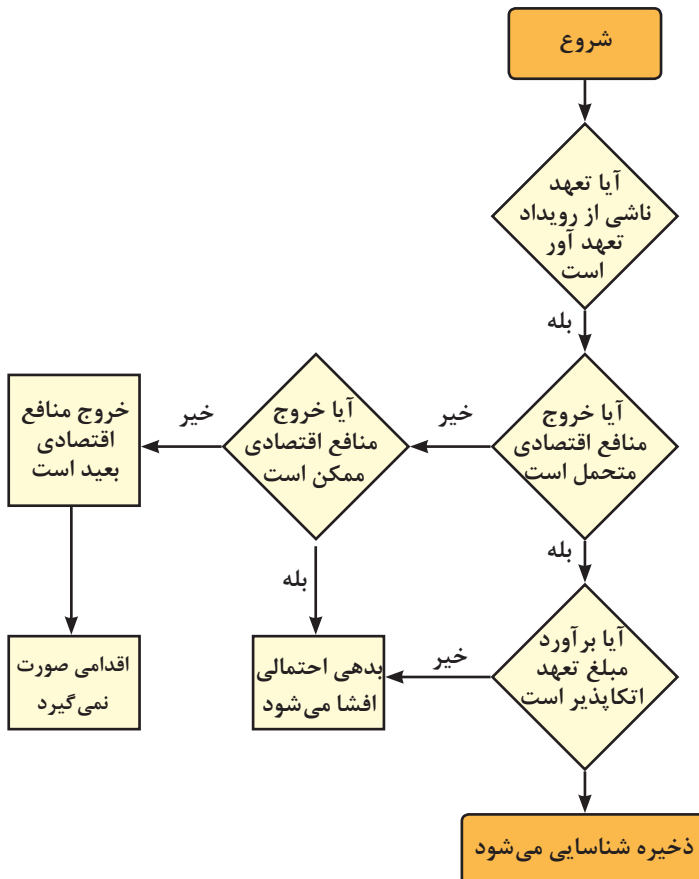 شروع
آیا تعهد
ناشی از رویداد
تعهد آور
است
بله
آیا خروج
منافع اقتصادی
متحمل است
خیر
آیا خروج
منافع اقتصادی
ممکن است
خیر
خروج منافع
اقتصادی
بعید است
بله
بله
آیا برآورد
مبلغ تعهد
اتکاپذیر است
خیر
بدهی احتمالی
افشا می‌شود
اقدامی صورت
نمی‌گیرد
ذخیره شناسایی می‌شود